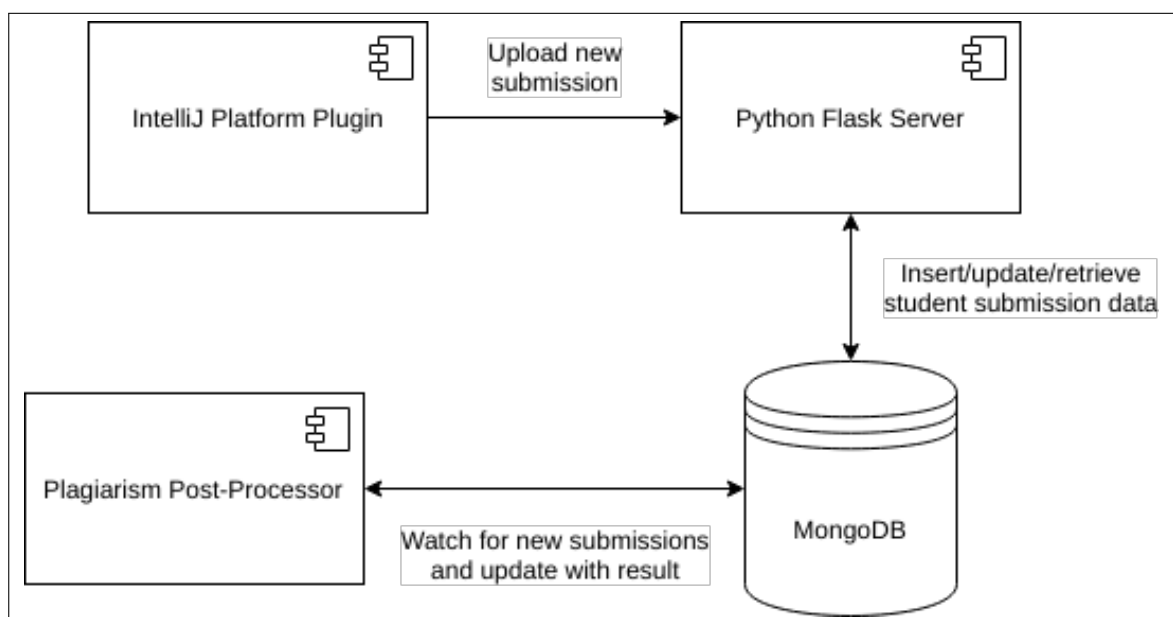 IntelliJ Platform Plugin
Upload new
submission
Python Flask Server
Insert/update/retrieve
student submission data
Plagiarism Post-Processor
Watch for new submissions
and update with result
MongoDB